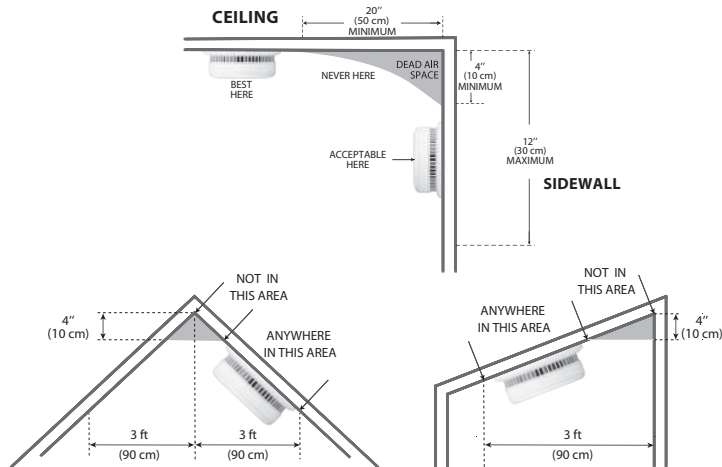 CEILING
20"
(50 cm)
MINIMUM
BEST
HERE
NEVER HERE
DEAD AIR
SPACE
4"
(10 cm)
MINIMUM
ACCEPTABLE
HERE
12"
(30 cm)
MAXIMUM
SIDEWALL
NOT IN
THIS AREA
4"
(10 cm)
ANYWHERE
IN THIS AREA
3 ft
(90 cm)
3 ft
(90 cm)
NOT IN
THIS AREA
ANYWHERE
IN THIS AREA
4"
(10 cm)
3 ft
(90 cm)